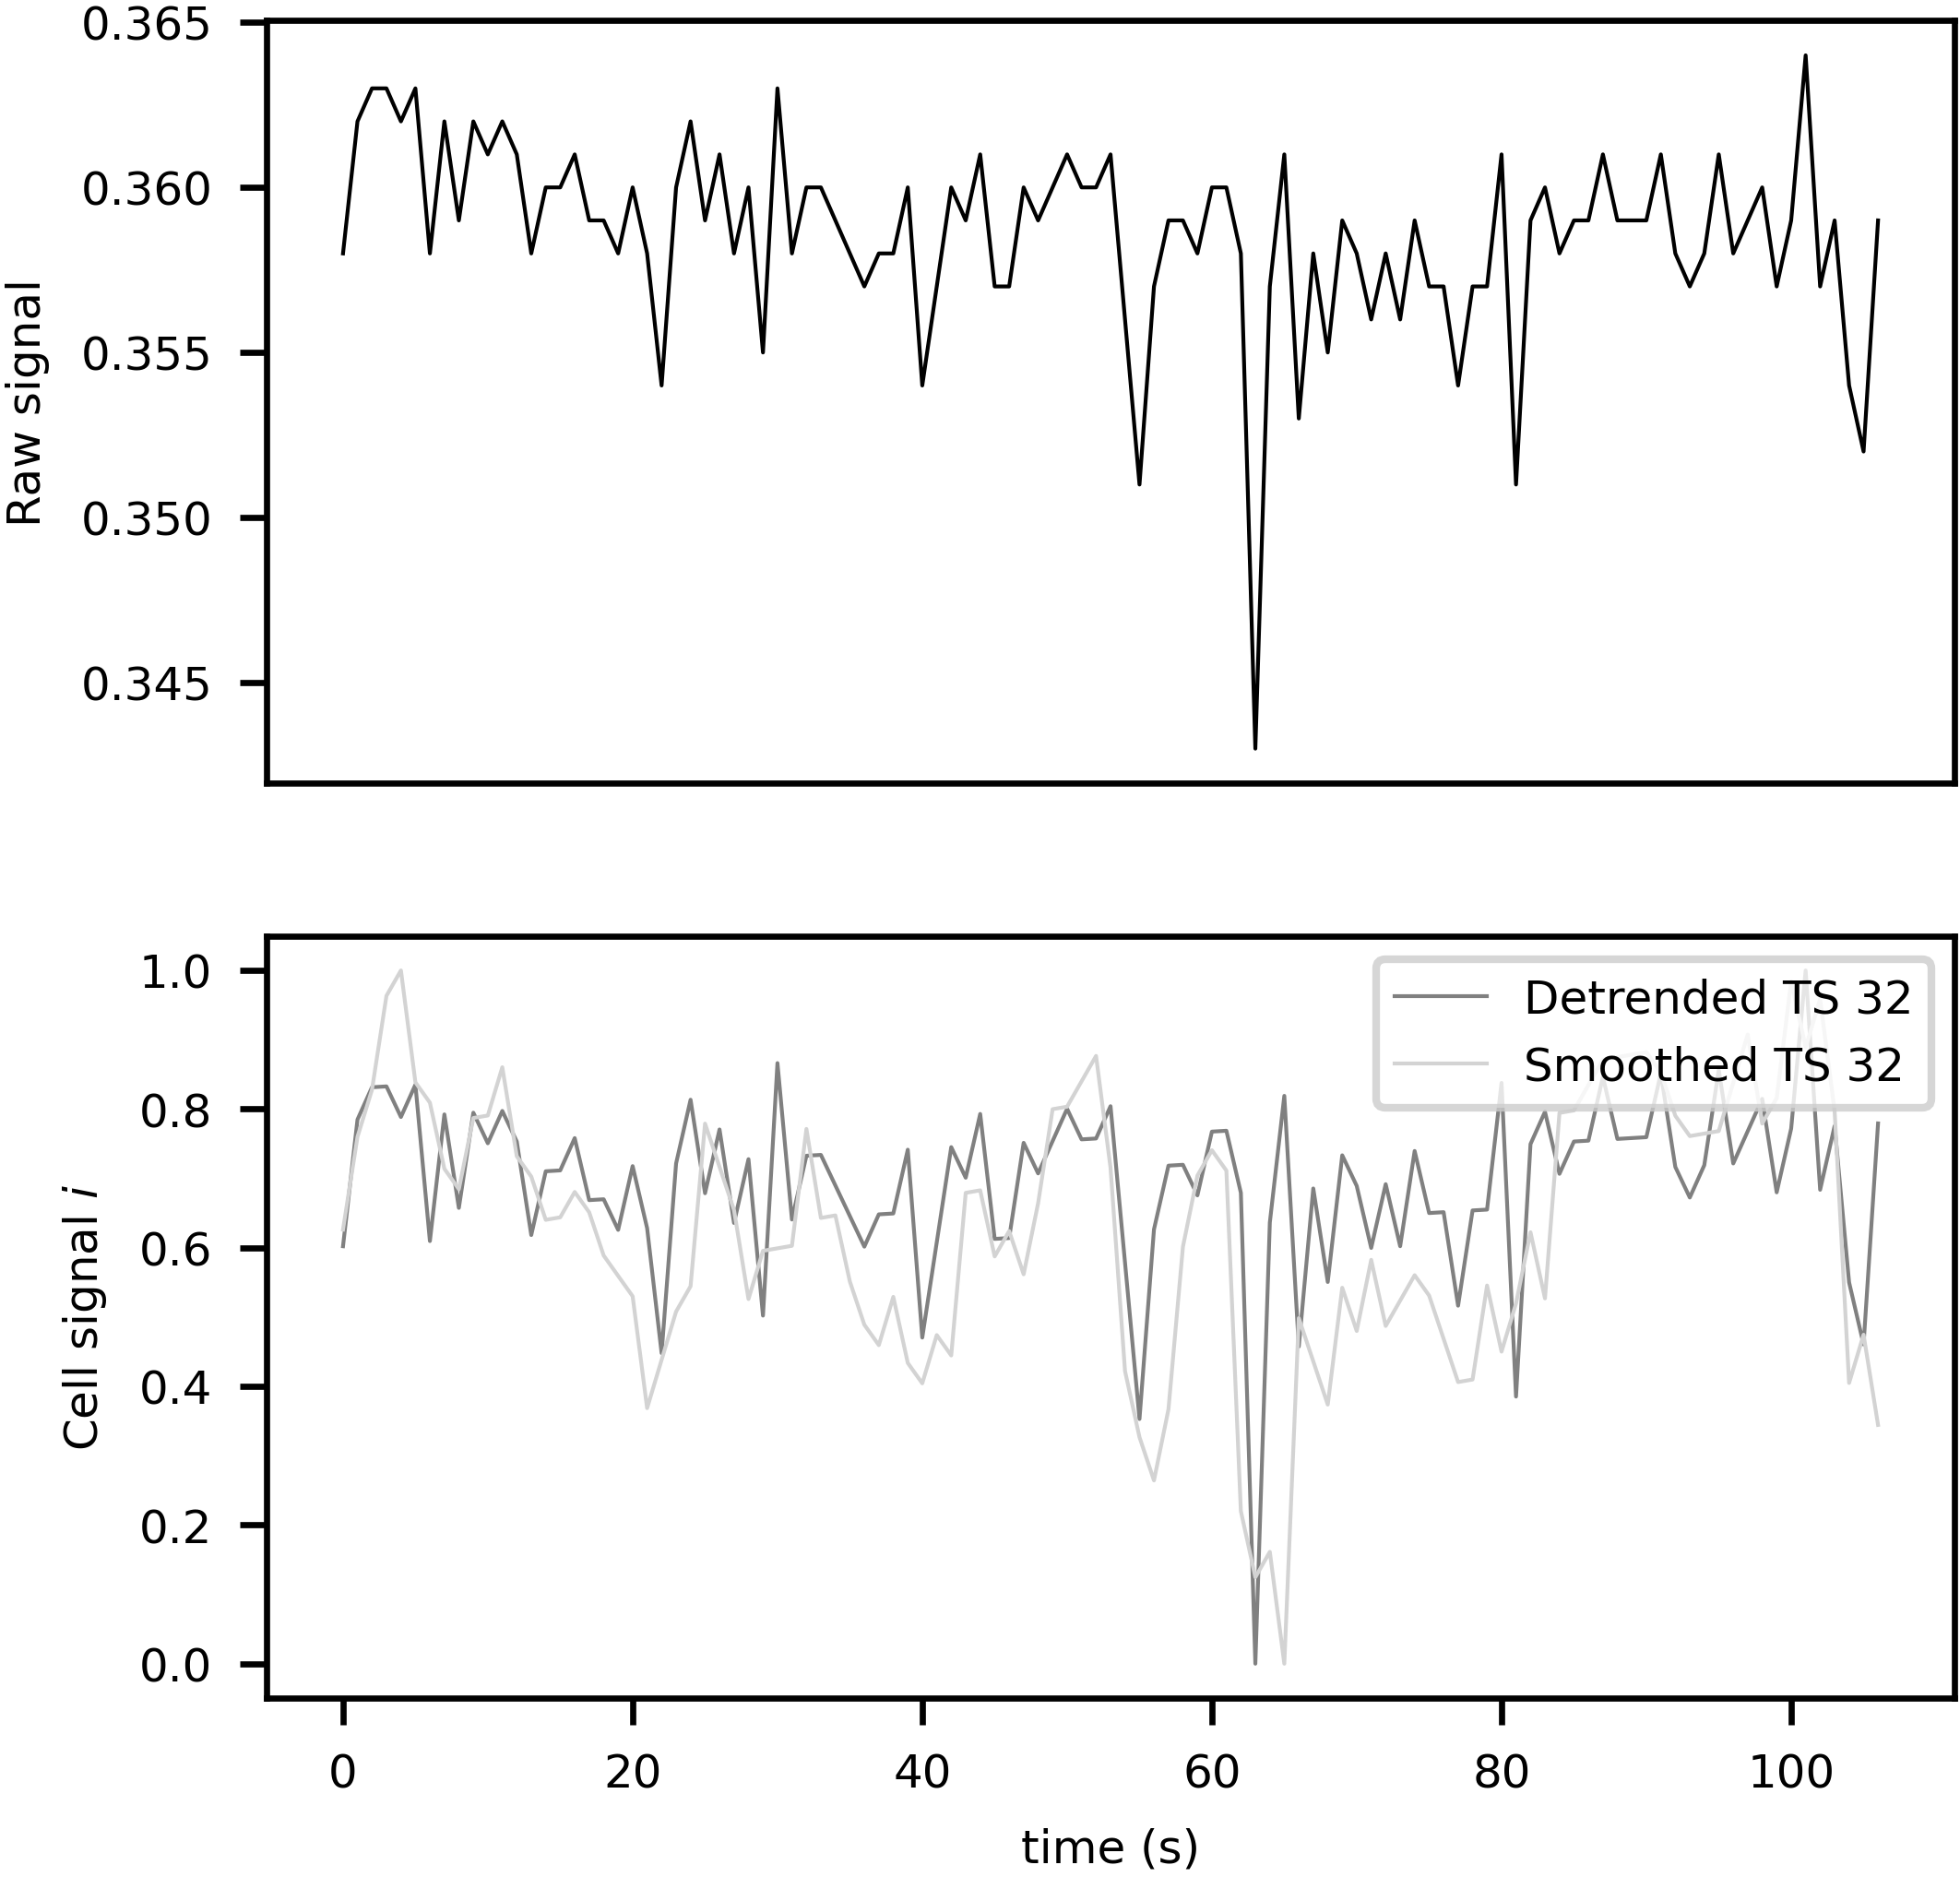 0.365
0.360
0.355
0.350
0.345
Raw signal
1.0
0.8
0.6
0.4
0.2
0.0
Cell signal i
Detrended TS 32
Smoothed TS 32
0 20 40 60 80 100
time (s)